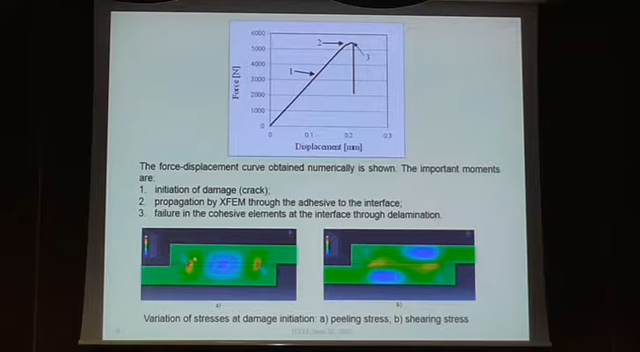 6000
5000
4000
3000
2000
1000
0
Force [N]
2
1
3
0 0.1 0.2 0.3
Displacement [mm]
The force-displacement curve obtained numerically is shown. The important moments
are:
1. initiation of damage (crack);
2. propagation by XFEM through the adhesive to the interface;
3. failure in the cohesive elements at the interface through delamination.
a) b)
Variation of stresses at damage initiation: a) peeling stress; b) shearing stress